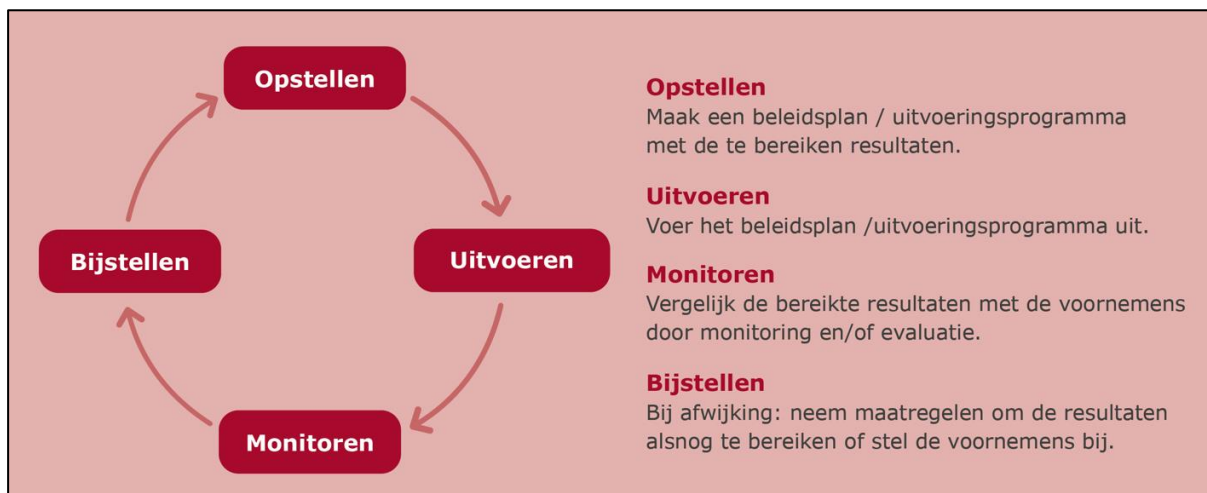 Opstellen
Uitvoeren
Monitoren
Bijstellen
Opstellen
Maak een beleidsplan / uitvoeringsprogramma
met de te bereiken resultaten.
Uitvoeren
Voer het beleidsplan /uitvoeringsprogramma uit.
Monitoren
Vergelijk de bereikte resultaten met de voornemens
door monitoring en/of evaluatie.
Bijstellen
Bij afwijking: neem maatregelen om de resultaten
alsnog te bereiken of stel de voornemens bij.